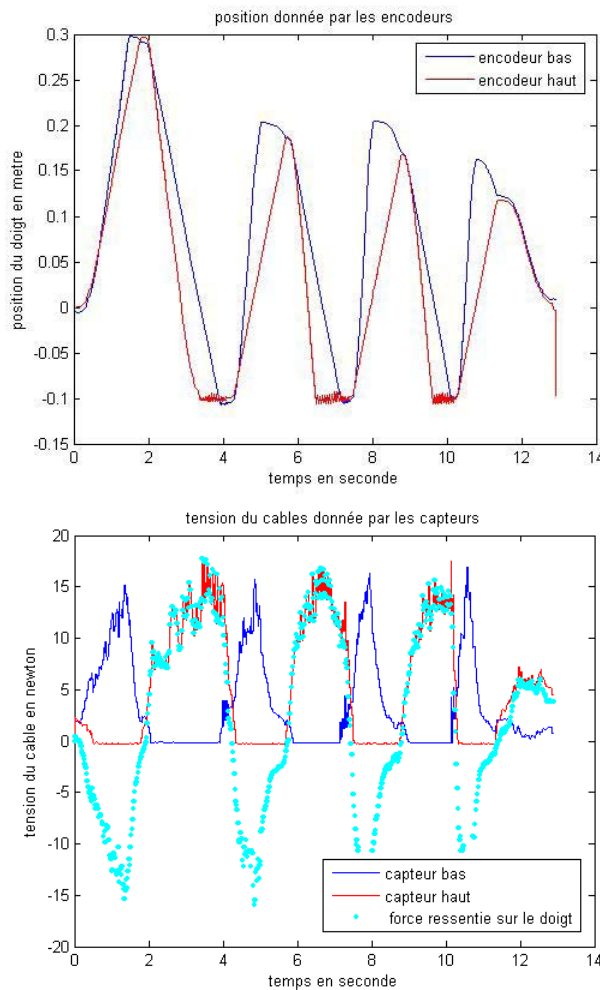 position donnée par les encodeurs
0.3
0.25
0.2
0.15
0.1
0.05
0
-0.05
-0.1
-0.15
position du doigt en metre
encodeur bas
encodeur haut
0 2 4 6 8 10 12 14
temps en seconde
tension du cables donnée par les capteurs
20
15
10
5
0
-5
-10
-15
-20
tension du cable en newton
capteur bas
capteur haut
force ressentie sur le doigt
0 2 4 6 8 10 12 14
temps en seconde